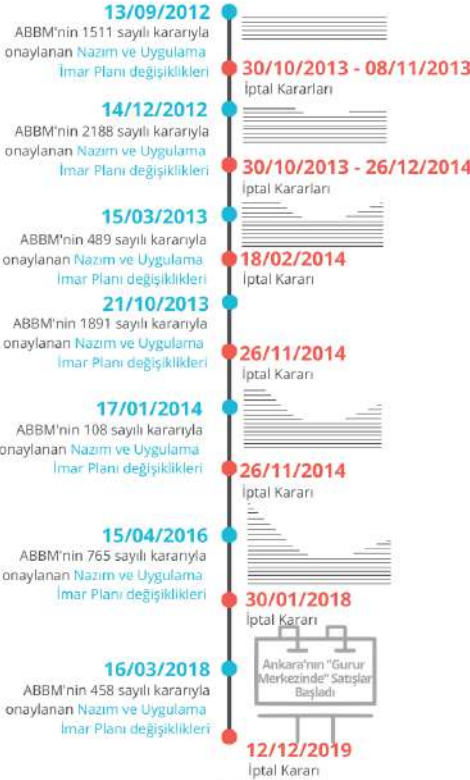 13/09/2012
ABBM'nin 1511 sayılı kararıyla
onaylanan Nazım ve Uygulama
İmar Planı değişiklikleri
30/10/2013 - 08/11/2013
İptal Kararları
14/12/2012
ABBM'nin 2188 sayılı kararıyla
onaylanan Nazım ve Uygulama
İmar Planı değişiklikleri
30/10/2013 - 26/12/2014
İptal Kararları
15/03/2013
ABBM'nin 489 sayılı kararıyla
onaylanan Nazım ve Uygulama
İmar Planı değişiklikleri
18/02/2014
İptal Kararı
21/10/2013
ABBM'nin 1891 sayılı kararıyla
onaylanan Nazım ve Uygulama
İmar Planı değişiklikleri
26/11/2014
İptal Kararı
17/01/2014
ABBM'nin 108 sayılı kararıyla
onaylanan Nazım ve Uygulama
İmar Planı değişiklikleri
26/11/2014
İptal Kararı
15/04/2016
ABBM'nin 765 sayılı kararıyla
onaylanan Nazım ve Uygulama
İmar Planı değişiklikleri
30/01/2018
İptal Kararı
Ankara'nın "Gurur
Merkezinde" Satışlar
Başladı
16/03/2018
ABBM'nin 458 sayılı kararıyla
onaylanan Nazım ve Uygulama
İmar Planı değişiklikleri
12/12/2019
İptal Kararı